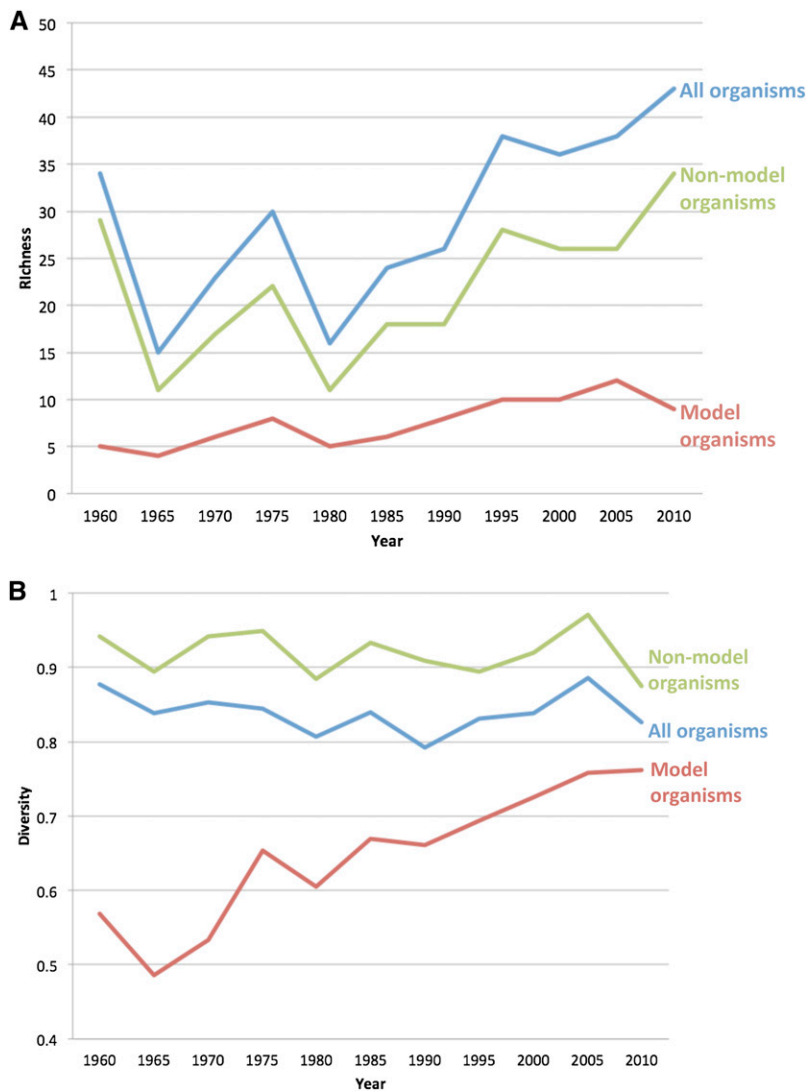 A
50
45
40
35
30
25
20
15
10
5
0
RIchness
All organisms
Non-model
organisms
Model
organisms
1960 1965 1970 1975 1980 1985 1990 1995 2000 2005 2010
Year
B
1
0.9
0.8
0.7
0.6
0.5
0.4
Diversity
Non-model
organisms
All organisms
Model
organisms
1960 1965 1970 1975 1980 1985 1990 1995 2000 2005 2010
Year